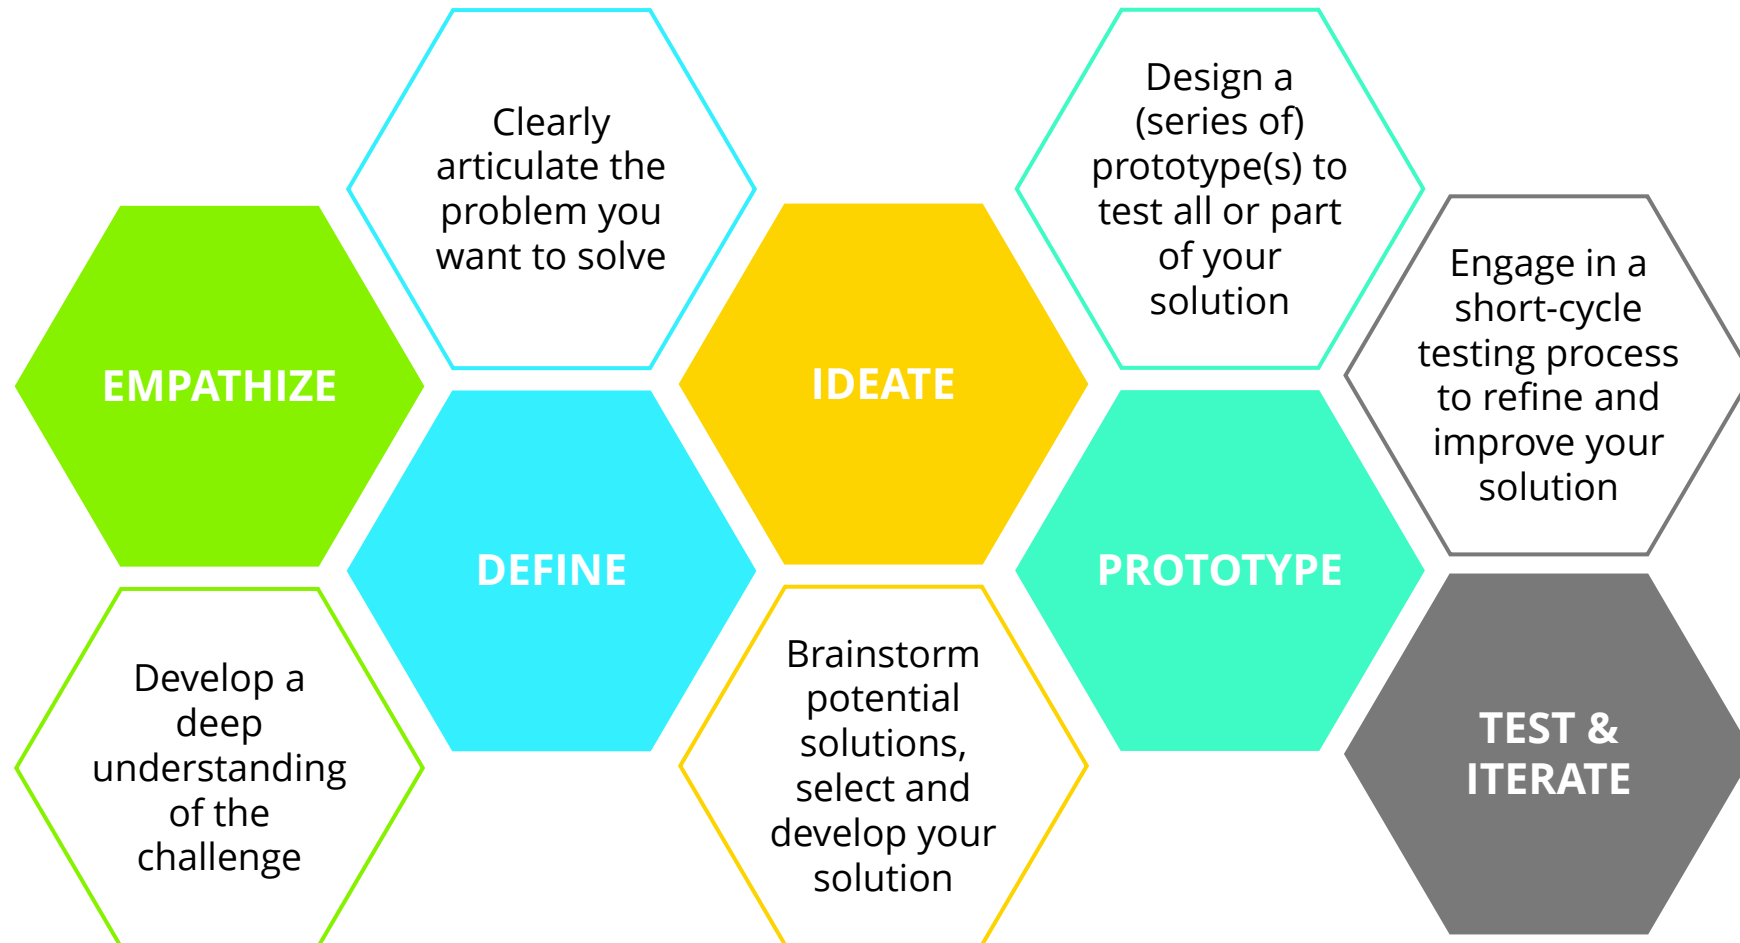 EMPATHIZE
Develop a
deep
understanding
of the
challenge
Clearly
articulate the
problem you
want to solve
DEFINE
IDEATE
Brainstorm
potential
solutions,
select and
develop your
solution
Design a
(series of)
prototype(s) to
test all or part
of your
solution
PROTOTYPE
Engage in a
short-cycle
testing process
to refine and
improve your
solution
TEST &
ITERATE